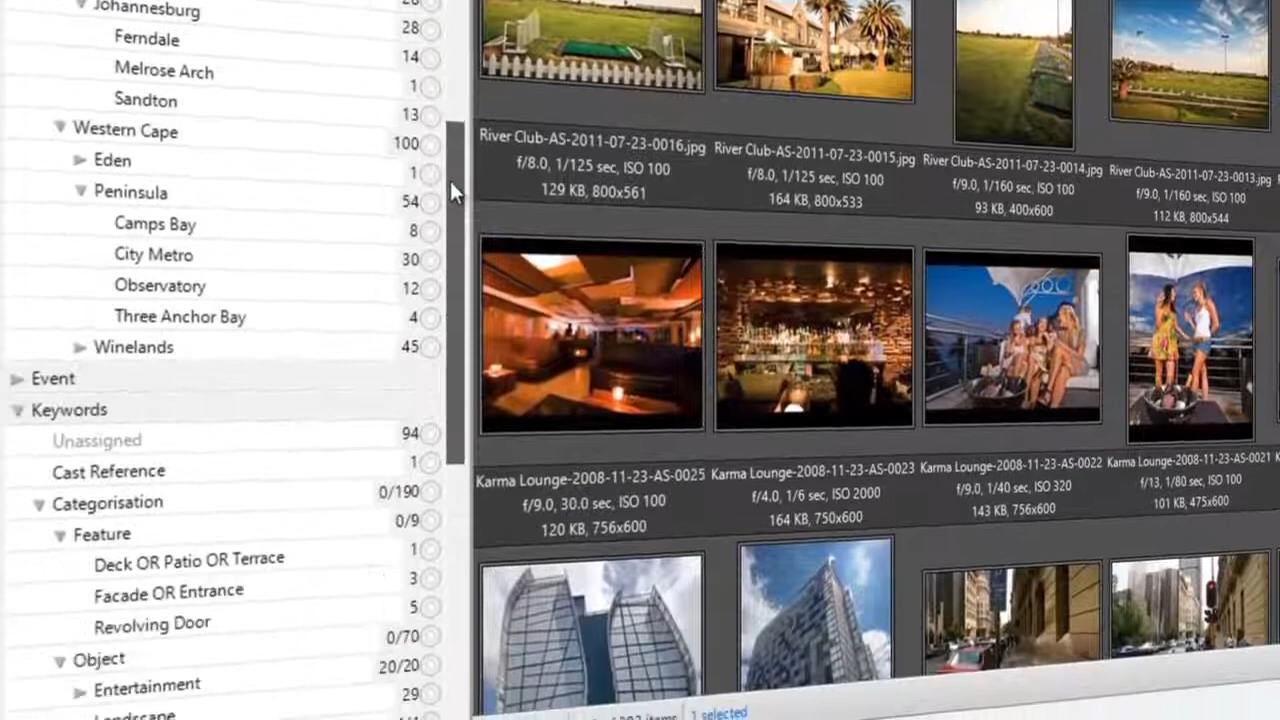 Johannesburg 28
Ferndale 28
Melrose Arch 14
Sandton 1
13
Western Cape 100
Eden 1
Peninsula 54
Camps Bay 8
City Metro 30
Observatory 12
Three Anchor Bay 4
Winelands 45
Event
Keywords
Unassigned 94
Cast Reference 1
Categorisation 0/190
Feature 0/9
Deck OR Patio OR Terrace 1
Facade OR Entrance 3
Revolving Door 5
0/70
Object 20/20
Entertainment 29
Landscape
River Club-AS-2011-07-23-0016.jpg
f/8.0, 1/125 sec, ISO 100
129 KB, 800x561
River Club-AS-2011-07-23-0015.jpg
f/8.0, 1/125 sec, ISO 100
164 KB, 800x533
River Club-AS-2011-07-23-0014.jpg
f/9.0, 1/160 sec, ISO 100
93 KB, 400x600
River Club-AS-2011-07-23-0013.jpg
f/9.0, 1/160 sec, ISO 100
112 KB, 800x544
Karma Lounge-2008-11-23-AS-0025
f/9.0, 30.0 sec, ISO 100
120 KB, 756x600
Karma Lounge-2008-11-23-AS-0023
f/4.0, 1/6 sec, ISO 2000
164 KB, 750x600
Karma Lounge-2008-11-23-AS-0022
f/9.0, 1/40 sec, ISO 320
143 KB, 756x600
Karma Lounge-2008-11-23-AS-0021
f/13, 1/80 sec, ISO 100
101 KB, 475x600
items
1 selected